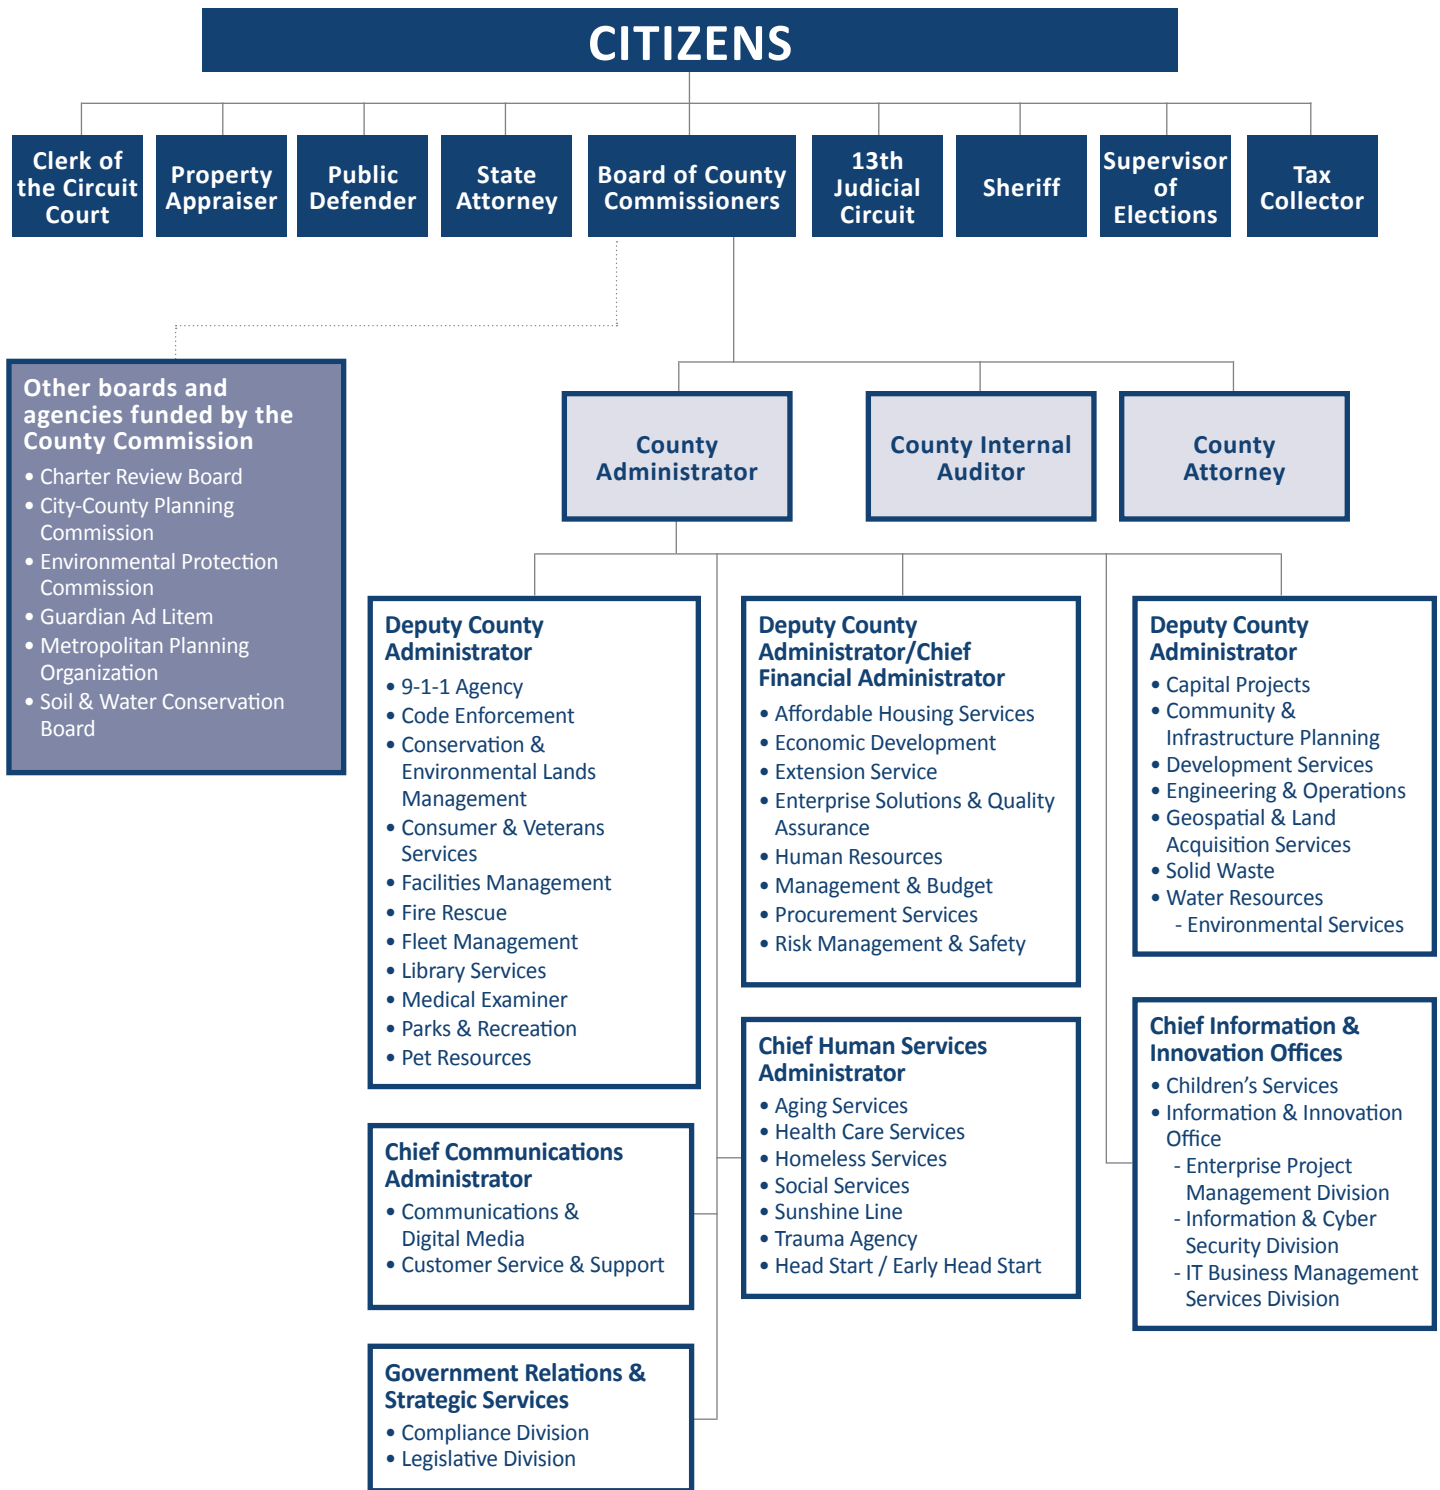 CITIZENS
Clerk of
the Circuit
Court
Property
Appraiser
Public
Defender
State
Attorney
Board of County
Commissioners
13th
Judicial
Circuit
Sheriff
Supervisor
of
Elections
Tax
Collector
Other boards and
agencies funded by the
County Commission
• Charter Review Board
• City-County Planning
Commission
• Environmental Protection
Commission
• Guardian Ad Litem
• Metropolitan Planning
Organization
• Soil & Water Conservation
Board
County
Administrator
County Internal
Auditor
County
Attorney
Deputy County
Administrator
• 9-1-1 Agency
• Code Enforcement
• Conservation &
Environmental Lands
Management
• Consumer & Veterans
Services
• Facilities Management
• Fire Rescue
• Fleet Management
• Library Services
• Medical Examiner
• Parks & Recreation
• Pet Resources
Deputy County
Administrator/Chief
Financial Administrator
• Affordable Housing Services
• Economic Development
• Extension Service
• Enterprise Solutions & Quality
Assurance
• Human Resources
• Management & Budget
• Procurement Services
• Risk Management & Safety
Deputy County
Administrator
• Capital Projects
• Community &
Infrastructure Planning
• Development Services
• Engineering & Operations
• Geospatial & Land
Acquisition Services
• Solid Waste
• Water Resources
- Environmental Services
Chief Communications
Administrator
• Communications &
Digital Media
• Customer Service & Support
Chief Human Services
Administrator
• Aging Services
• Health Care Services
• Homeless Services
• Social Services
• Sunshine Line
• Trauma Agency
• Head Start / Early Head Start
Chief Information &
Innovation Offices
• Children’s Services
• Information & Innovation
Office
- Enterprise Project
Management Division
- Information & Cyber
Security Division
- IT Business Management
Services Division
Government Relations &
Strategic Services
• Compliance Division
• Legislative Division